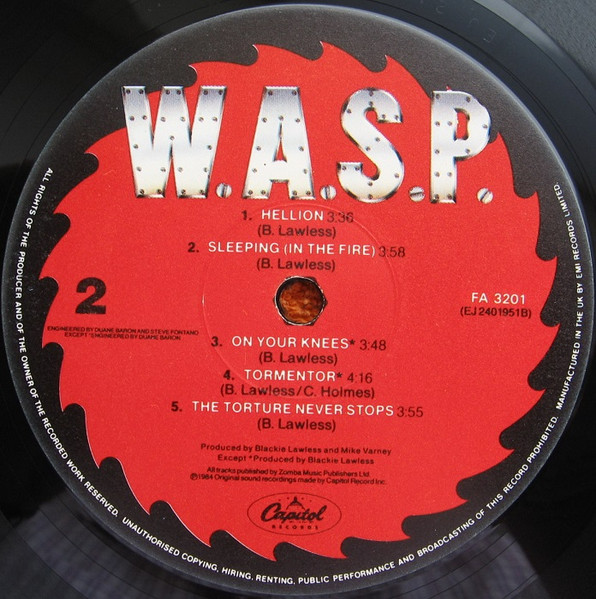 W.A.S.P.
1. HELLION 3:36
(B. Lawless)
2. SLEEPING (IN THE FIRE) 3:58
(B. Lawless)
2
FA 3201
(EJ 2401951B)
ENGINEERED BY DUANE BARON AND STEVE FONTANO
EXCEPT *ENGINEERED BY DUANE BARON
3. ON YOUR KNEES* 3:48
(B. Lawless)
4. TORMENTOR* 4:16
(B. Lawless/C. Holmes)
5. THE TORTURE NEVER STOPS 3:55
(B. Lawless)
Produced by Blackie Lawless and Mike Varney
Except *Produced by Blackie Lawless
All tracks published by Zomba Music Publishers Ltd.
℗1984 Original sound recordings made by Capitol Record Inc.
Capitol
RECORDS
ALL RIGHTS OF THE PRODUCER AND OF THE OWNER OF THE RECORDED WORK RESERVED. UNAUTHORISED COPYING, HIRING, RENTING, PUBLIC PERFORMANCE AND BROADCASTING OF THIS RECORD PROHIBITED. MANUFACTURED IN THE UK BY EMI RECORDS LIMITED